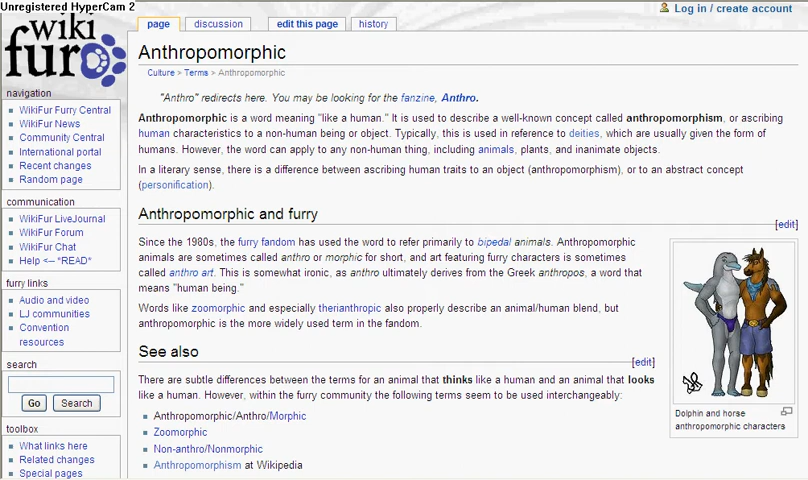 Unregistered HyperCam 2
Log in / create account
wiki
fur
page
discussion
edit this page
history
Anthropomorphic
Culture > Terms > Anthropomorphic
"Anthro" redirects here. You may be looking for the fanzine, Anthro.
Anthropomorphic is a word meaning "like a human." It is used to describe a well-known concept called anthropomorphism, or ascribing
human characteristics to a non-human being or object. Typically, this is used in reference to deities, which are usually given the form of
humans. However, the word can apply to any non-human thing, including animals, plants, and inanimate objects.
In a literary sense, there is a difference between ascribing human traits to an object (anthropomorphism), or to an abstract concept
(personification).
Anthropomorphic and furry
[edit]
Since the 1980s, the furry fandom has used the word to refer primarily to bipedal animals. Anthropomorphic
animals are sometimes called anthro or morphic for short, and art featuring furry characters is sometimes
called anthro art. This is somewhat ironic, as anthro ultimately derives from the Greek anthropos, a word that
means "human being."
Words like zoomorphic and especially therianthropic also properly describe an animal/human blend, but
anthropomorphic is the more widely used term in the fandom.
Dolphin and horse
anthropomorphic characters
See also
[edit]
There are subtle differences between the terms for an animal that thinks like a human and an animal that looks
like a human. However, within the furry community the following terms seem to be used interchangeably:
Anthropomorphic/Anthro/Morphic
Zoomorphic
Non-anthro/Nonmorphic
Anthropomorphism at Wikipedia
navigation
WikiFur Furry Central
WikiFur News
Community Central
International portal
Recent changes
Random page
communication
WikiFur LiveJournal
WikiFur Forum
WikiFur Chat
Help <-- *READ*
furry links
Audio and video
LJ communities
Convention
resources
search
Go
Search
toolbox
What links here
Related changes
Special pages